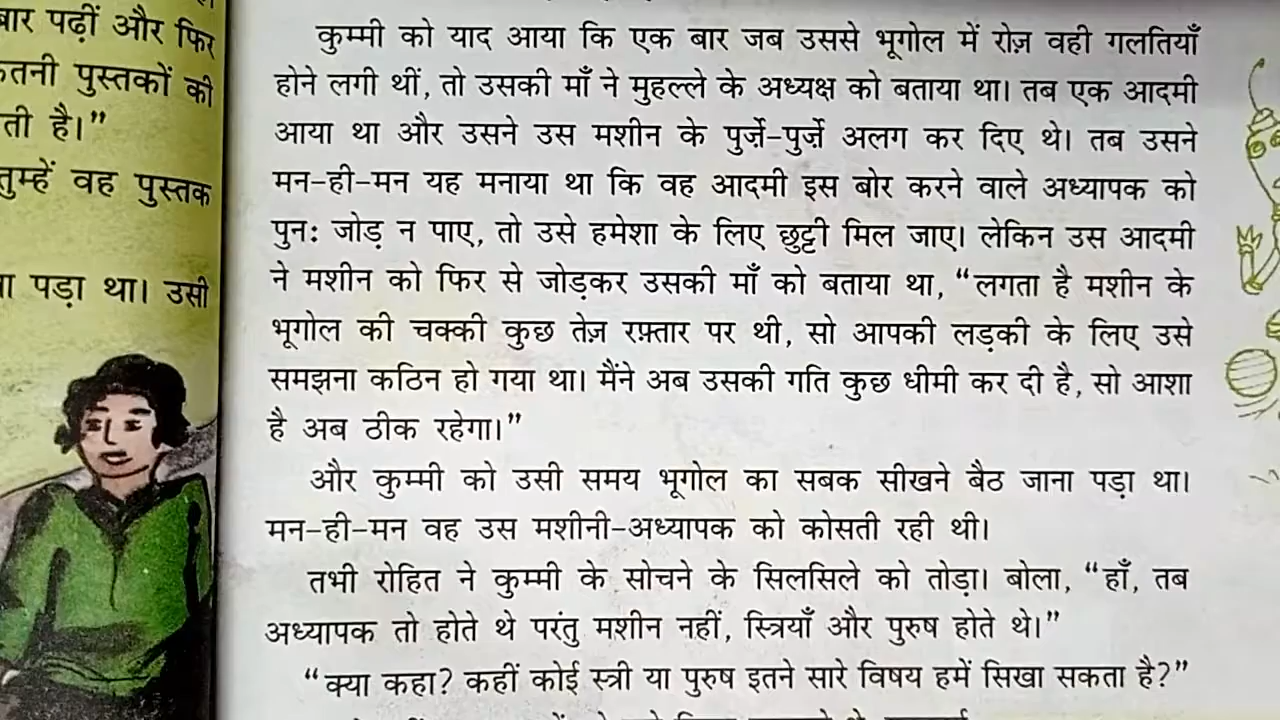 बार पढ़ीं और फिर
कितनी पुस्तकों की
ती है।”
तुम्हें वह पुस्तक
पड़ा था। उसी
कुम्मी को याद आया कि एक बार जब उससे भूगोल में रोज़ वही गलतियाँ
होने लगी थीं, तो उसकी माँ ने मुहल्ले के अध्यक्ष को बताया था। तब एक आदमी
आया था और उसने उस मशीन के पुर्ज़े-पुर्ज़े अलग कर दिए थे। तब उसने
मन-ही-मन यह मनाया था कि वह आदमी इस बोर करने वाले अध्यापक को
पुनः जोड़ न पाए, तो उसे हमेशा के लिए छुट्टी मिल जाए। लेकिन उस आदमी
ने मशीन को फिर से जोड़कर उसकी माँ को बताया था, “लगता है मशीन के
भूगोल की चक्की कुछ तेज़ रफ़्तार पर थी, सो आपकी लड़की के लिए उसे
समझना कठिन हो गया था। मैंने अब उसकी गति कुछ धीमी कर दी है, सो आशा
है अब ठीक रहेगा।”
और कुम्मी को उसी समय भूगोल का सबक सीखने बैठ जाना पड़ा था।
मन-ही-मन वह उस मशीनी-अध्यापक को कोसती रही थी।
तभी रोहित ने कुम्मी के सोचने के सिलसिले को तोड़ा। बोला, “हाँ, तब
अध्यापक तो होते थे परंतु मशीन नहीं, स्त्रियाँ और पुरुष होते थे।”
“क्या कहा? कहीं कोई स्त्री या पुरुष इतने सारे विषय हमें सिखा सकता है?”